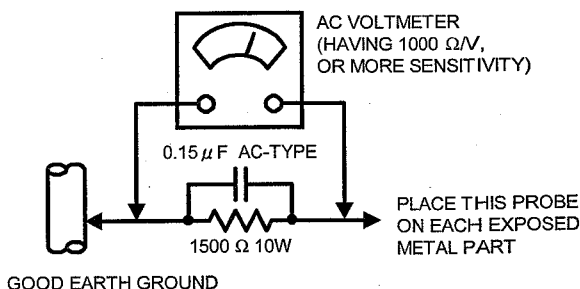 AC VOLTMETER
(HAVING 1000 Ω/V,
OR MORE SENSITIVITY)
0.15 μF AC-TYPE
1500 Ω 10W
PLACE THIS PROBE
ON EACH EXPOSED
METAL PART
GOOD EARTH GROUND